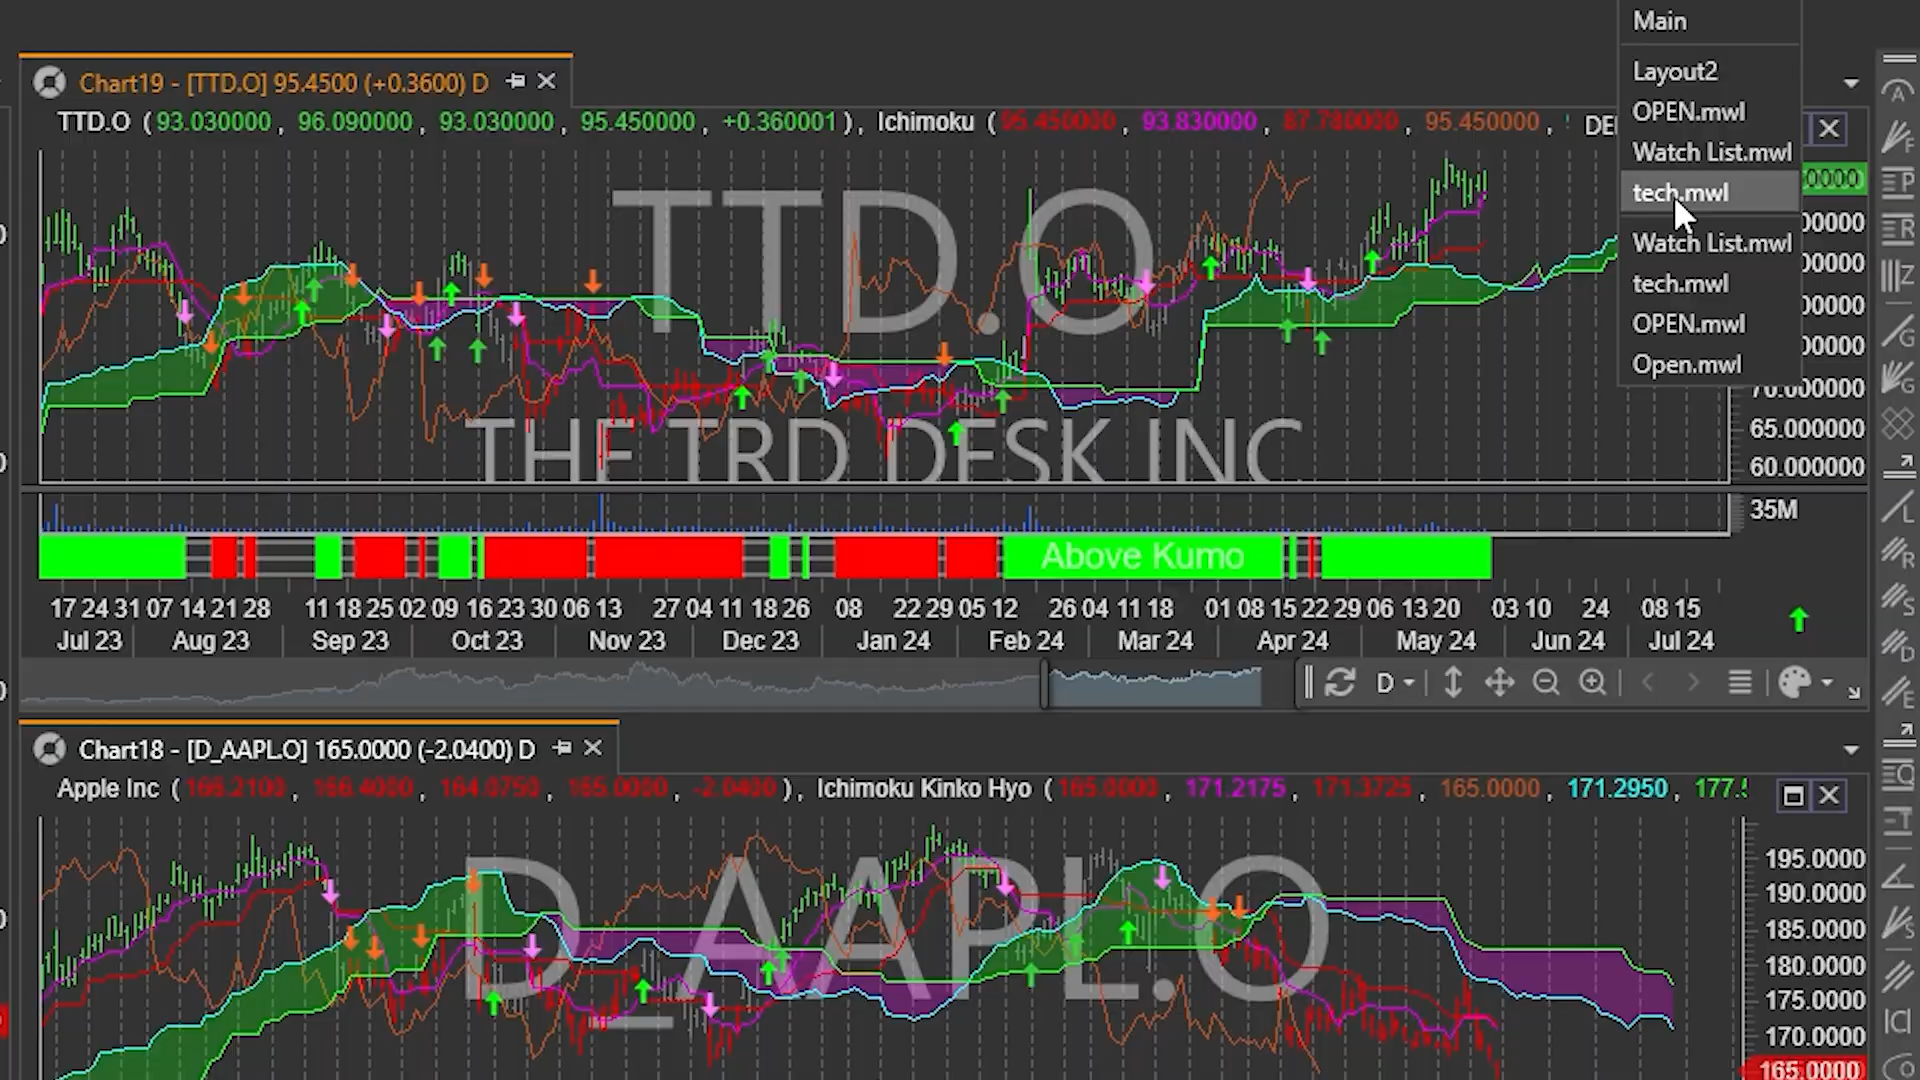 Main
Layout2
OPEN.mwl
Watch List.mwl
tech.mwl
Watch List.mwl
tech.mwl
OPEN.mwl
Open.mwl
Chart19 - [TTD.O] 95.4500 (+0.3600) D
TTD.O ( 93.030000 , 96.090000 , 93.030000 , 95.450000 , +0.360001 ), Ichimoku ( 95.450000 , 93.830000 , 87.780000 , 95.450000 ,
TTD.O
THE TRD DESK INC
70.000000
65.000000
60.000000
35M
Above Kumo
17 24 31 07 14 21 28 11 18 25 02 09 16 23 30 06 13 27 04 11 18 26 08 22 29 05 12 26 04 11 18 01 08 15 22 29 06 13 20 03 10 24 08 15
Jul 23 Aug 23 Sep 23 Oct 23 Nov 23 Dec 23 Jan 24 Feb 24 Mar 24 Apr 24 May 24 Jun 24 Jul 24
D
Chart18 - [D_AAPL.O] 165.0000 (-2.0400) D
Apple Inc ( 166.2100 , 166.4000 , 164.0750 , 165.0000 , -2.0400 ), Ichimoku Kinko Hyo ( 165.0000 , 171.2175 , 171.3725 , 165.0000 , 171.2950 ,
D_AAPL.O
195.0000
190.0000
185.0000
180.0000
175.0000
170.0000
165.0000